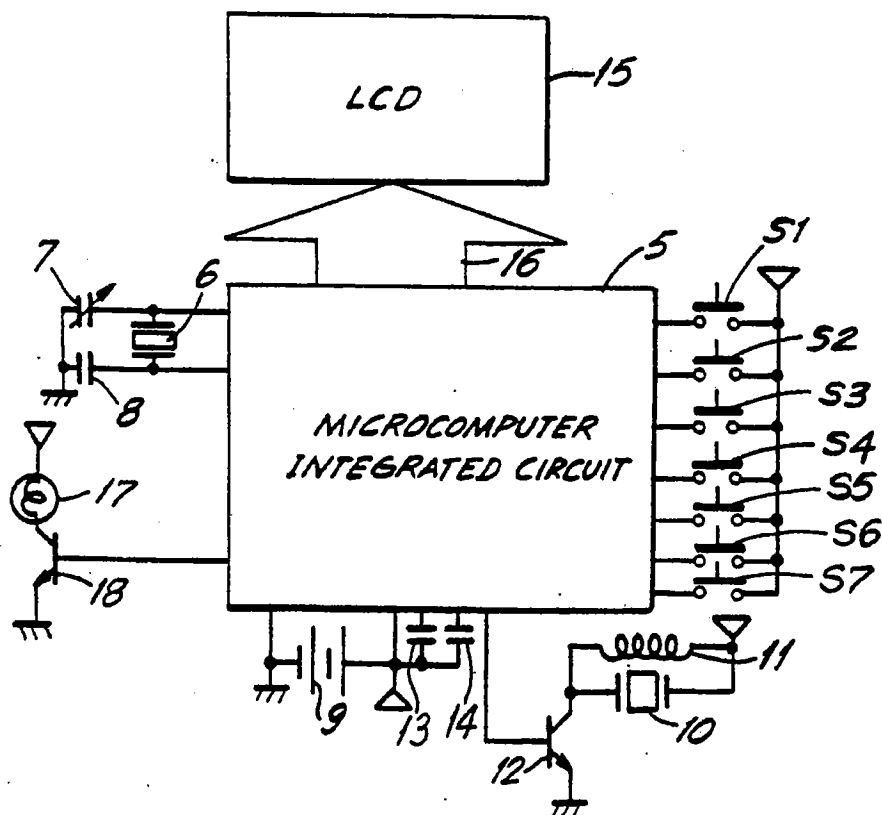 LCD
15
16
5
S1
7
6
S2
8
S3
MICROCOMPUTER
INTEGRATED CIRCUIT
S4
17
S5
S6
18
S7
9
13
14
11
10
12